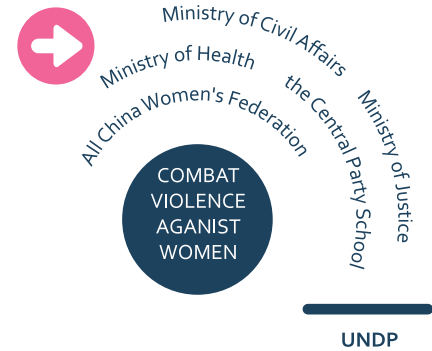 Ministry of Civil Affairs
Ministry of Health
All China Women's Federation
the Central Party School
Ministry of Justice
COMBAT
VIOLENCE
AGANIST
WOMEN
UNDP